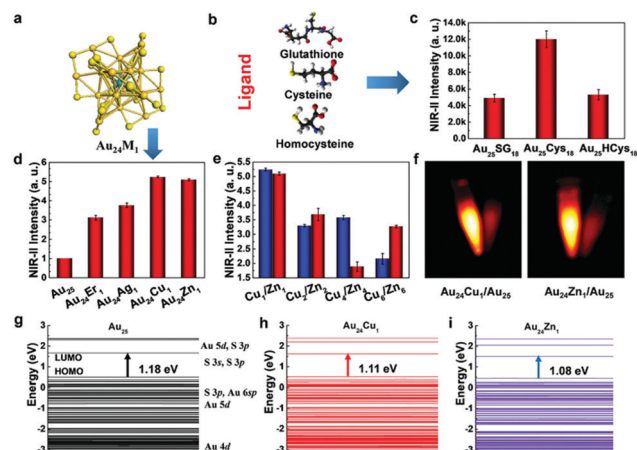 a
Au24M1
b
Ligand
Glutathione
Cysteine
Homocysteine
c
NIR-II Intensity (a. u.)
14.0k
12.0k
10.0k
8.0k
6.0k
4.0k
2.0k
0.0
Au25SG18 Au25Cys18 Au25HCys18
d
NIR-II Intensity (a. u.)
6
5
4
3
2
1
0
Au25
Au24Er1
Au24Ag1
Au24Cu1
Au24Zn1
e
NIR-II Intensity (a. u.)
5.5
5.0
4.5
4.0
3.5
3.0
2.5
2.0
1.5
Cu1/Zn1
Cu2/Zn2
Cu4/Zn4
Cu6/Zn6
f
Au24Cu1/Au25
Au24Zn1/Au25
g
Au25
Energy (eV)
3
2
1
0
-1
-2
-3
LUMO
HOMO
1.18 eV
Au 5d, S 3p
S 3s, S 3p
S 3p, Au 6sp
Au 5d
Au 4d
h
Au24Cu1
Energy (eV)
3
2
1
0
-1
-2
-3
1.11 eV
i
Au24Zn1
Energy (eV)
3
2
1
0
-1
-2
-3
1.08 eV